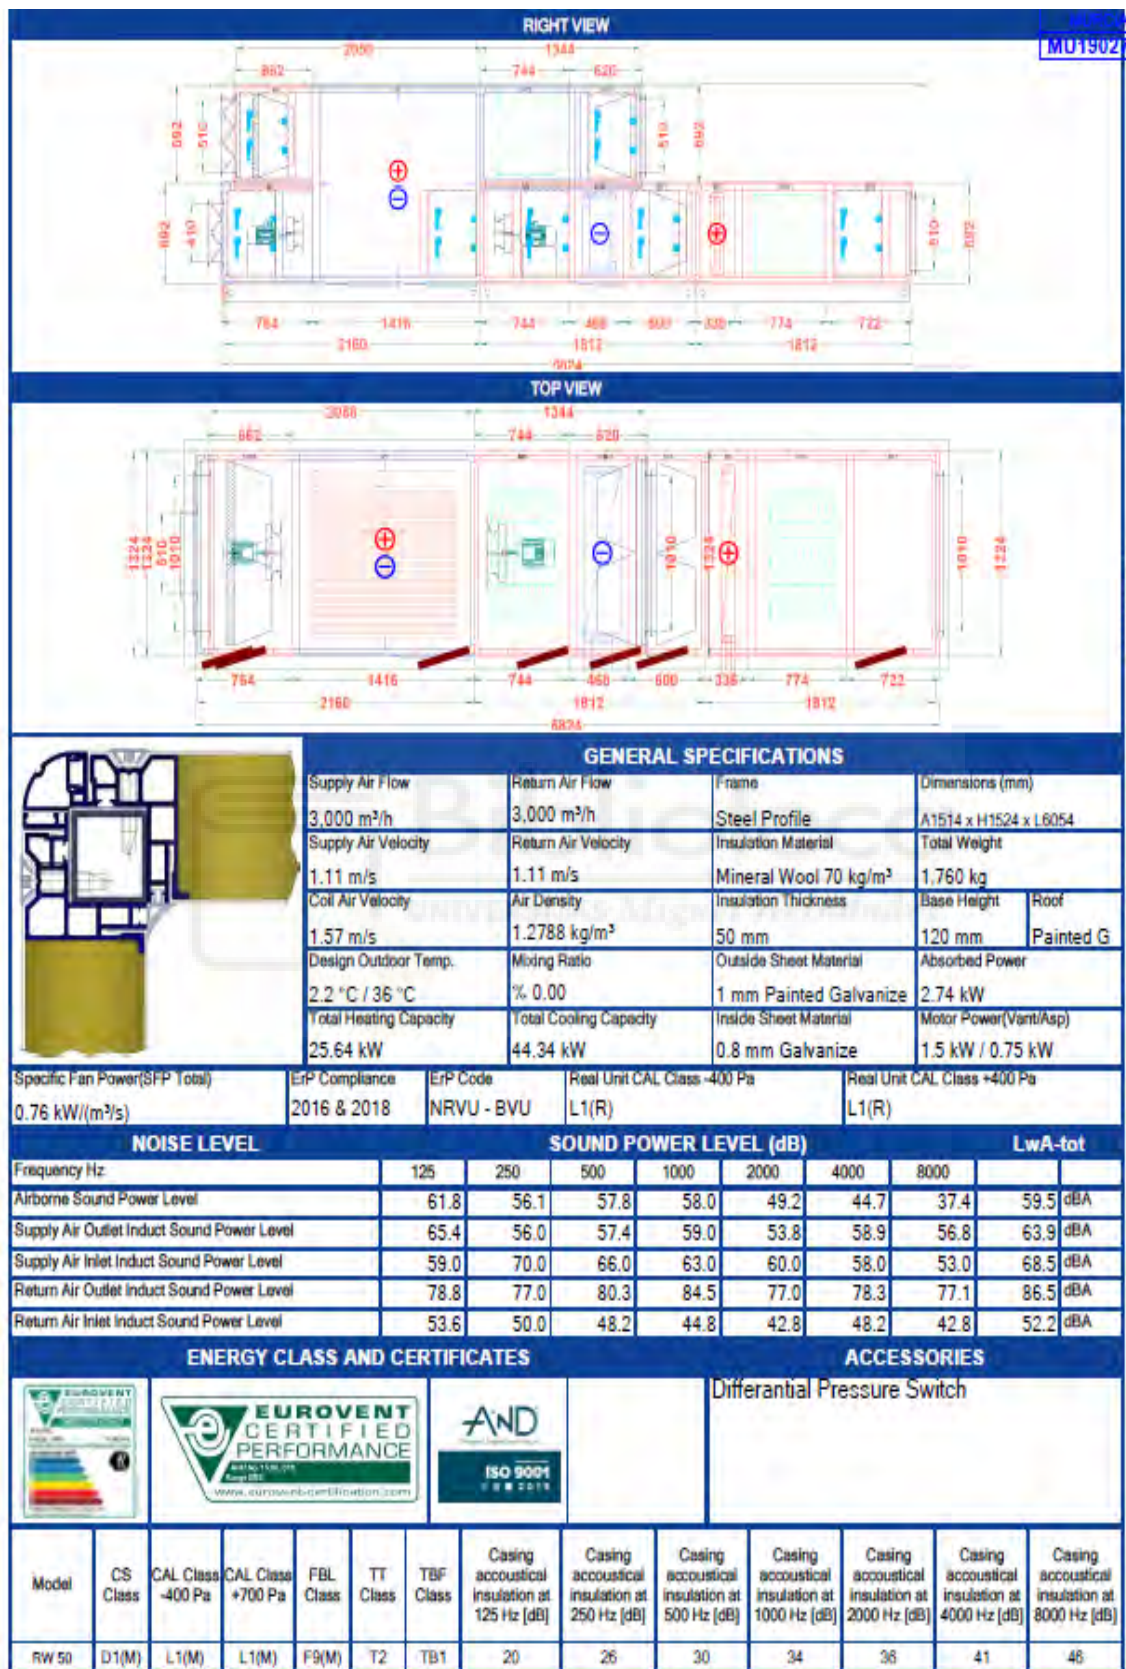 RIGHT VIEW
MU19027
2050 1344
862 744 620
692 510 510 692
692 410 510 692
764 1416 744 468 600 336 774 722
2160 1812 1812
TOP VIEW
1344
862 744 620
1324 1324 510 1010 1010 1324 1010 1324
764 1416 744 468 600 336 774 722
2160 1812 1812
GENERAL SPECIFICATIONS
Supply Air Flow Return Air Flow Frame Dimensions (mm)
3,000 m³/h 3,000 m³/h Steel Profile A1514 x H1524 x L6054
Supply Air Velocity Return Air Velocity Insulation Material Total Weight
1.11 m/s 1.11 m/s Mineral Wool 70 kg/m³ 1,760 kg
Coil Air Velocity Air Density Insulation Thickness Base Height Roof
1.57 m/s 1.2788 kg/m³ 50 mm 120 mm Painted G
Design Outdoor Temp. Mixing Ratio Outside Sheet Material Absorbed Power
2.2 °C / 36 °C % 0.00 1 mm Painted Galvanize 2.74 kW
Total Heating Capacity Total Cooling Capacity Inside Sheet Material Motor Power(Vant/Asp)
25.64 kW 44.34 kW 0.8 mm Galvanize 1.5 kW / 0.75 kW
Specific Fan Power(SFP Total) ErP Compliance ErP Code Real Unit CAL Class -400 Pa Real Unit CAL Class +400 Pa
0.76 kW/(m³/s) 2016 & 2018 NRVU - BVU L1(R) L1(R)
NOISE LEVEL SOUND POWER LEVEL (dB) LwA-tot
Frequency Hz 125 250 500 1000 2000 4000 8000
Airborne Sound Power Level 61.8 56.1 57.8 58.0 49.2 44.7 37.4 59.5 dBA
Supply Air Outlet Induct Sound Power Level 65.4 56.0 57.4 59.0 53.8 58.9 56.8 63.9 dBA
Supply Air Inlet Induct Sound Power Level 59.0 70.0 66.0 63.0 60.0 58.0 53.0 68.5 dBA
Return Air Outlet Induct Sound Power Level 78.8 77.0 80.3 84.5 77.0 78.3 77.1 86.5 dBA
Return Air Inlet Induct Sound Power Level 53.6 50.0 48.2 44.8 42.8 48.2 42.8 52.2 dBA
ENERGY CLASS AND CERTIFICATES ACCESSORIES
Differantial Pressure Switch
EUROVENT
CERTIFIED
PERFORMANCE
www.eurovent-certification.com
EUROVENT
CERTIFIED
PERFORMANCE
AND
ISO 9001
Model CS Class CAL Class -400 Pa CAL Class +700 Pa FBL Class TT Class TBF Class Casing accoustical insulation at 125 Hz [dB] Casing accoustical insulation at 250 Hz [dB] Casing accoustical insulation at 500 Hz [dB] Casing accoustical insulation at 1000 Hz [dB] Casing accoustical insulation at 2000 Hz [dB] Casing accoustical insulation at 4000 Hz [dB] Casing accoustical insulation at 8000 Hz [dB]
RW 50 D1(M) L1(M) L1(M) F9(M) T2 TB1 20 26 30 34 36 41 46